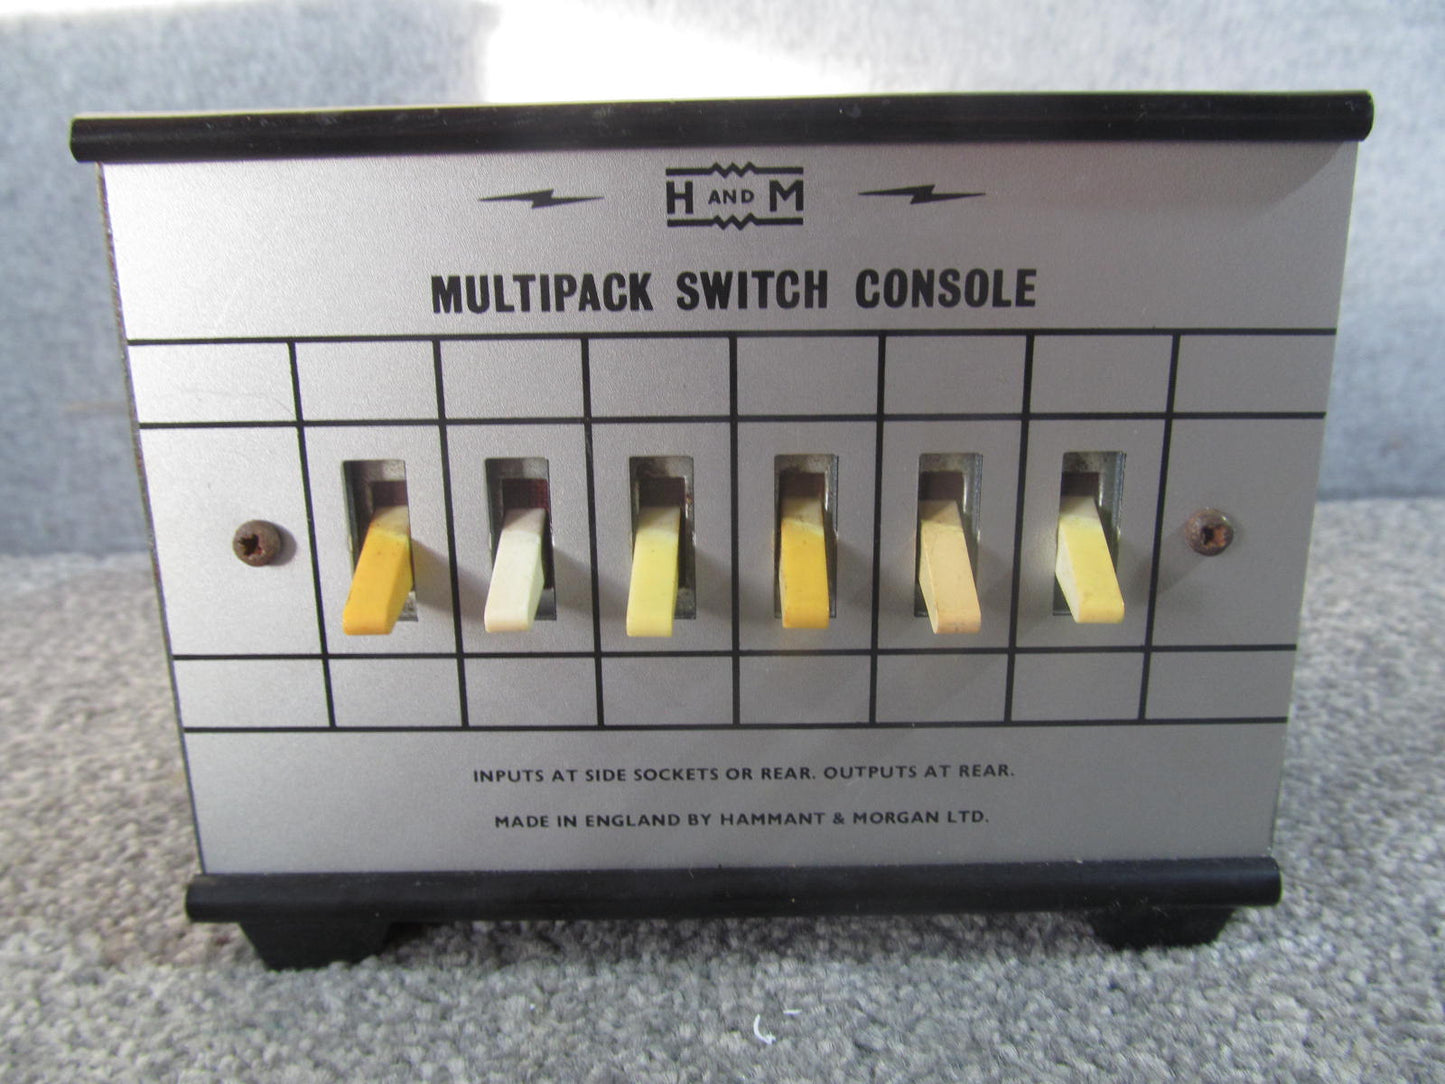 H AND M
MULTIPACK SWITCH CONSOLE
INPUTS AT SIDE SOCKETS OR REAR. OUTPUTS AT REAR.
MADE IN ENGLAND BY HAMMANT & MORGAN LTD.